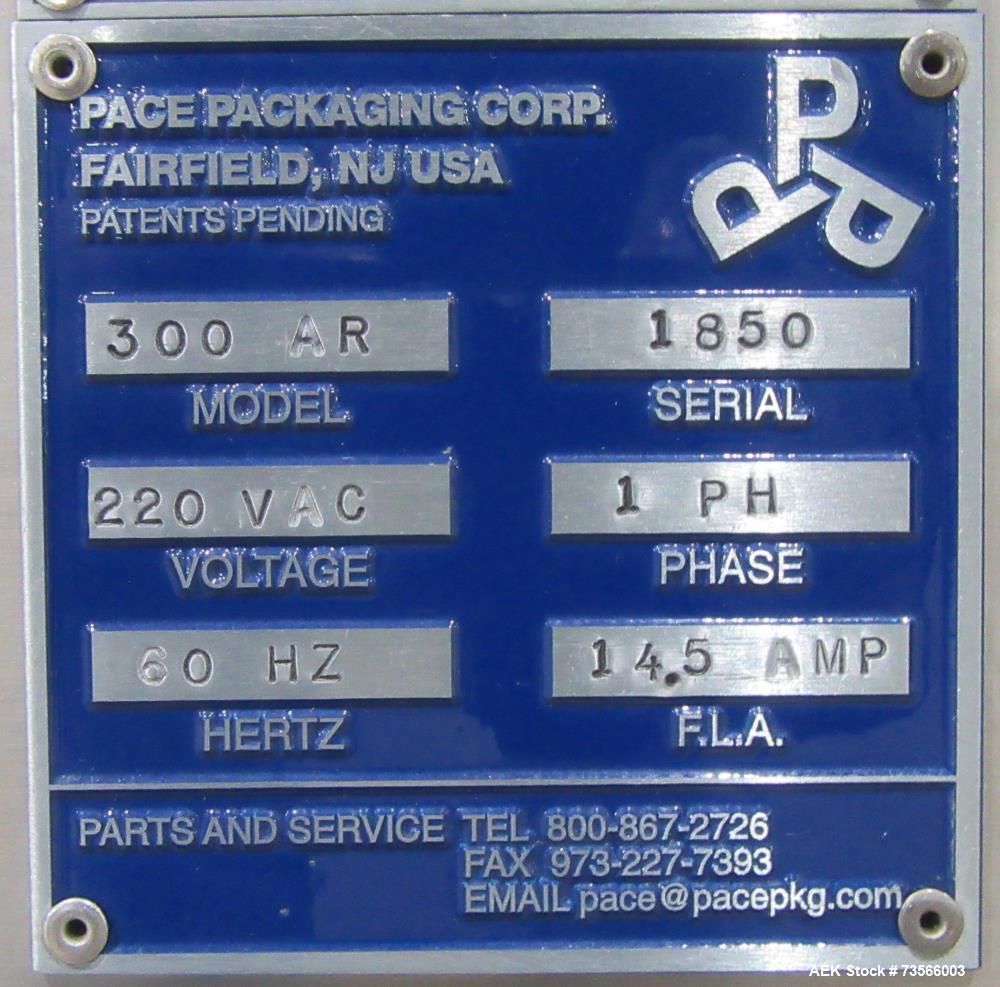 PACE PACKAGING CORP.
FAIRFIELD, NJ USA
PATENTS PENDING
P P P
300 AR
MODEL
1850
SERIAL
220 VAC
VOLTAGE
1 PH
PHASE
60 HZ
HERTZ
14.5 AMP
F.L.A.
PARTS AND SERVICE TEL 800-867-2726
FAX 973-227-7393
EMAIL pace@pacepkg.com
AEK Stock # 73566003